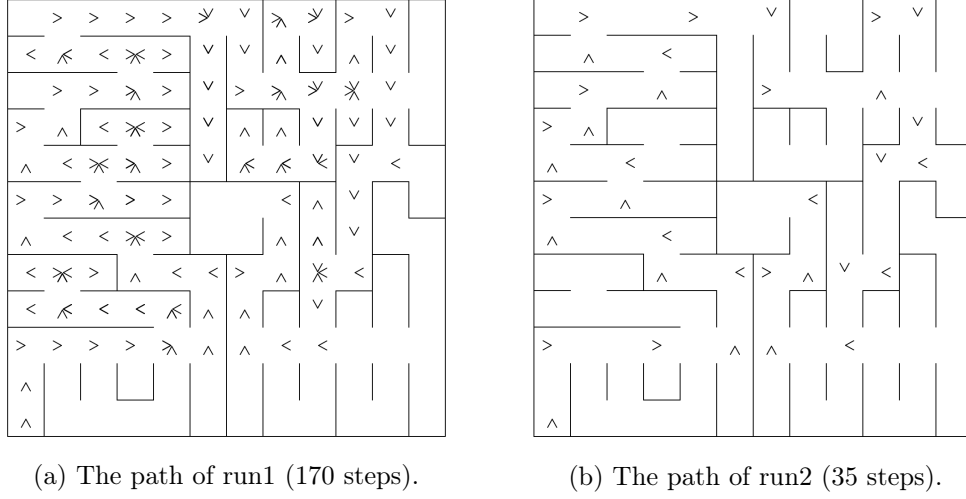 (a) The path of run1 (170 steps).
(b) The path of run2 (35 steps).